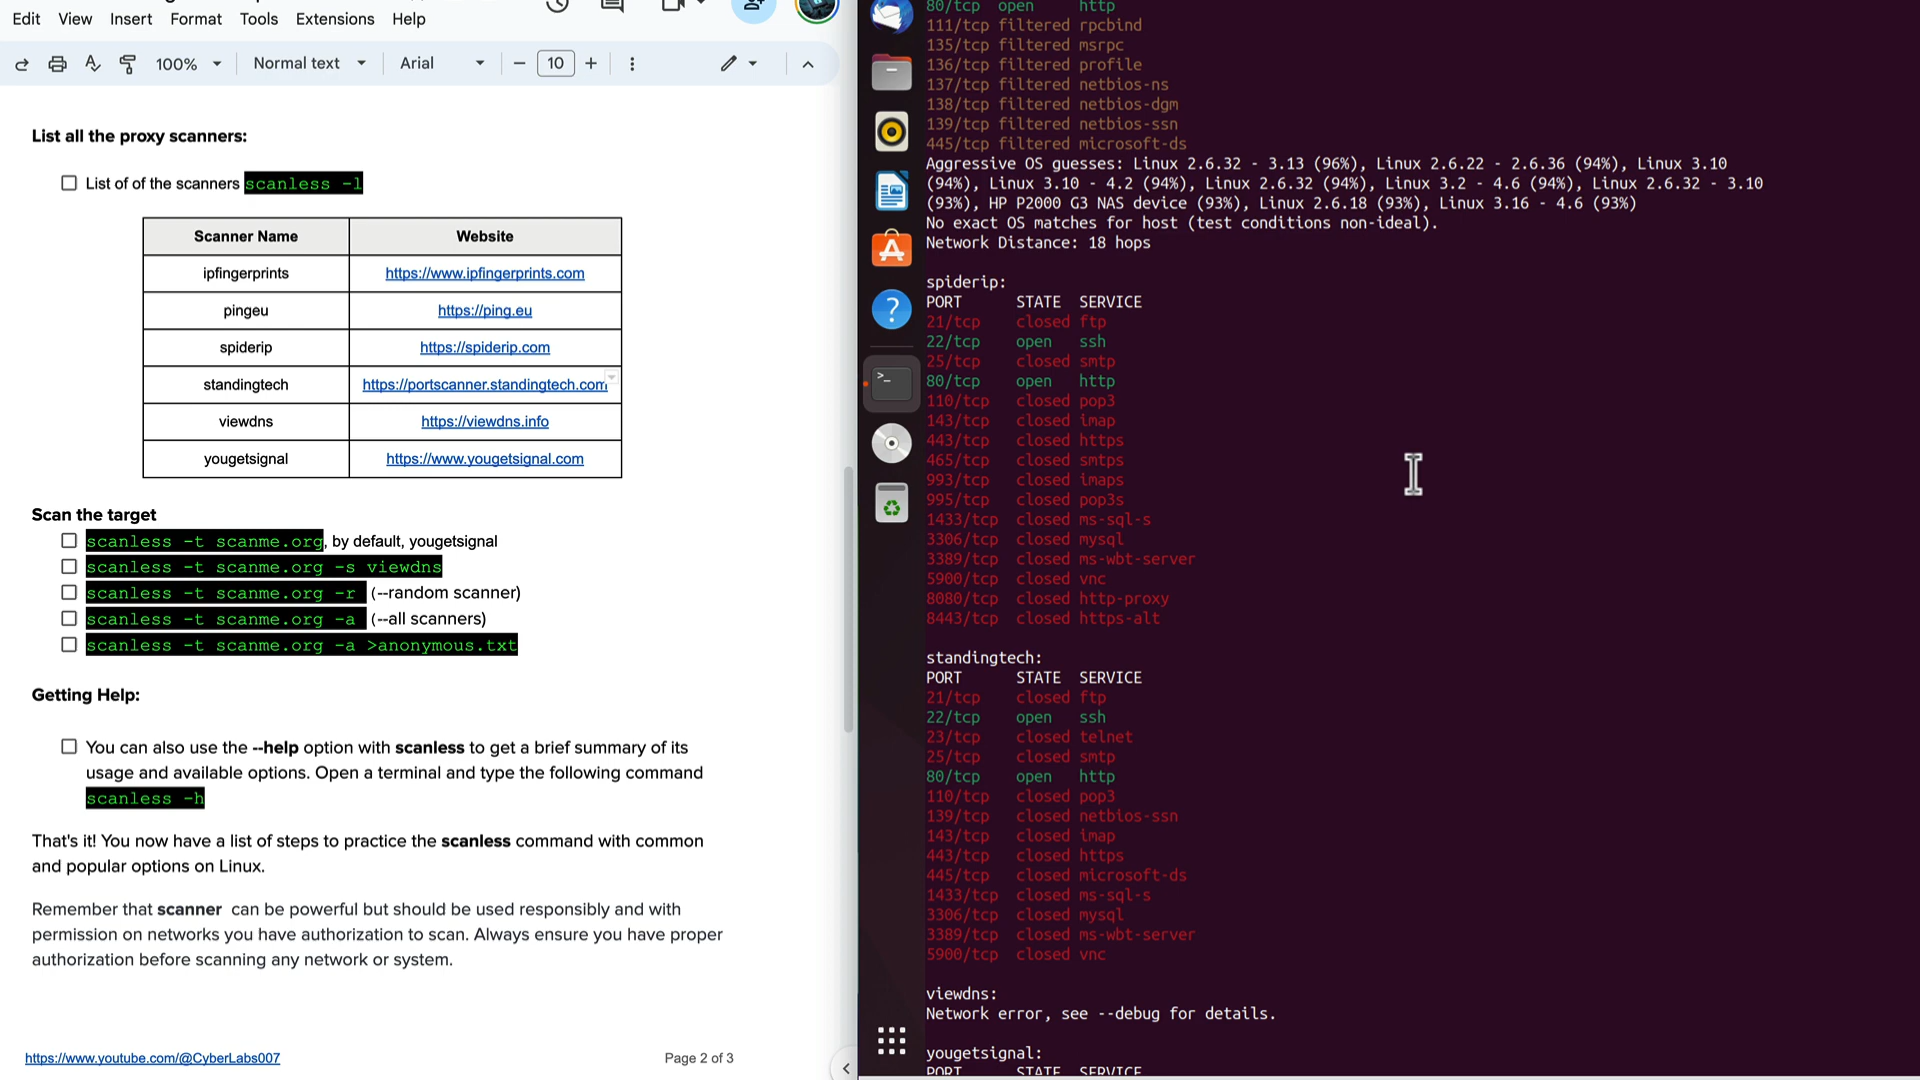 Edit View Insert Format Tools Extensions Help
100% Normal text Arial 10
List all the proxy scanners:
List of of the scanners scanless -l
Scanner Name Website
ipfingerprints https://www.ipfingerprints.com
pingeu https://ping.eu
spiderip https://spiderip.com
standingtech https://portscanner.standingtech.com
viewdns https://viewdns.info
yougetsignal https://www.yougetsignal.com
Scan the target
scanless -t scanme.org, by default, yougetsignal
scanless -t scanme.org -s viewdns
scanless -t scanme.org -r (--random scanner)
scanless -t scanme.org -a (--all scanners)
scanless -t scanme.org -a >anonymous.txt
Getting Help:
You can also use the --help option with scanless to get a brief summary of its
usage and available options. Open a terminal and type the following command
scanless -h
That's it! You now have a list of steps to practice the scanless command with common
and popular options on Linux.
Remember that scanner can be powerful but should be used responsibly and with
permission on networks you have authorization to scan. Always ensure you have proper
authorization before scanning any network or system.
https://www.youtube.com/@CyberLabs007
Page 2 of 3
80/tcp open http
111/tcp filtered rpcbind
135/tcp filtered msrpc
136/tcp filtered profile
137/tcp filtered netbios-ns
138/tcp filtered netbios-dgm
139/tcp filtered netbios-ssn
445/tcp filtered microsoft-ds
Aggressive OS guesses: Linux 2.6.32 - 3.13 (96%), Linux 2.6.22 - 2.6.36 (94%), Linux 3.10
(94%), Linux 3.10 - 4.2 (94%), Linux 2.6.32 (94%), Linux 3.2 - 4.6 (94%), Linux 2.6.32 - 3.10
(93%), HP P2000 G3 NAS device (93%), Linux 2.6.18 (93%), Linux 3.16 - 4.6 (93%)
No exact OS matches for host (test conditions non-ideal).
Network Distance: 18 hops
spiderip:
PORT STATE SERVICE
21/tcp closed ftp
22/tcp open ssh
25/tcp closed smtp
80/tcp open http
110/tcp closed pop3
143/tcp closed imap
443/tcp closed https
465/tcp closed smtps
993/tcp closed imaps
995/tcp closed pop3s
1433/tcp closed ms-sql-s
3306/tcp closed mysql
3389/tcp closed ms-wbt-server
5900/tcp closed vnc
8080/tcp closed http-proxy
8443/tcp closed https-alt
standingtech:
PORT STATE SERVICE
21/tcp closed ftp
22/tcp open ssh
23/tcp closed telnet
25/tcp closed smtp
80/tcp open http
110/tcp closed pop3
139/tcp closed netbios-ssn
143/tcp closed imap
443/tcp closed https
445/tcp closed microsoft-ds
1433/tcp closed ms-sql-s
3306/tcp closed mysql
3389/tcp closed ms-wbt-server
5900/tcp closed vnc
viewdns:
Network error, see --debug for details.
yougetsignal:
PORT STATE SERVICE